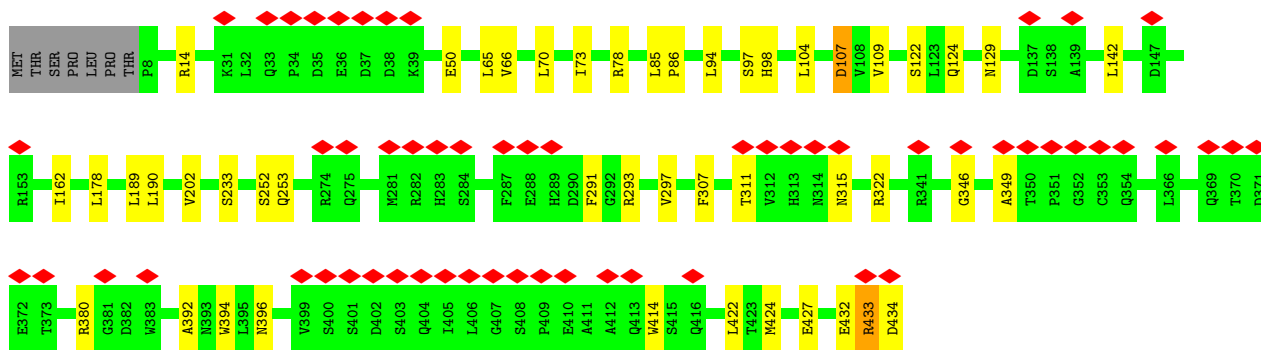 MET THR SER PRO LEU PRO THR P8 R14 K31 L32 Q33 P34 D35 E36 D37 D38 K39 E50 L65 V66 L70 I73 R78 L85 P86 L94 S97 H98 L104 D107 V108 V109 S122 L123 Q124 N129 D137 S138 A139 L142 D147
R153 I162 L178 L189 L190 V202 S233 S252 Q253 R274 Q275 M281 R282 H283 S284 F287 E288 H289 D290 F291 G292 R293 V297 F307 T311 V312 H313 N314 N315 R322 R341 G346 A349 T350 P351 G352 C353 Q354 L366 Q369 T370 D371
E372 T373 R380 G381 D382 W383 A392 N393 W394 L395 N396 V399 S400 S401 D402 S403 Q404 I405 L406 G407 S408 P409 E410 A411 A412 Q413 W414 S415 Q416 L422 T423 M424 E427 E432 R433 D434